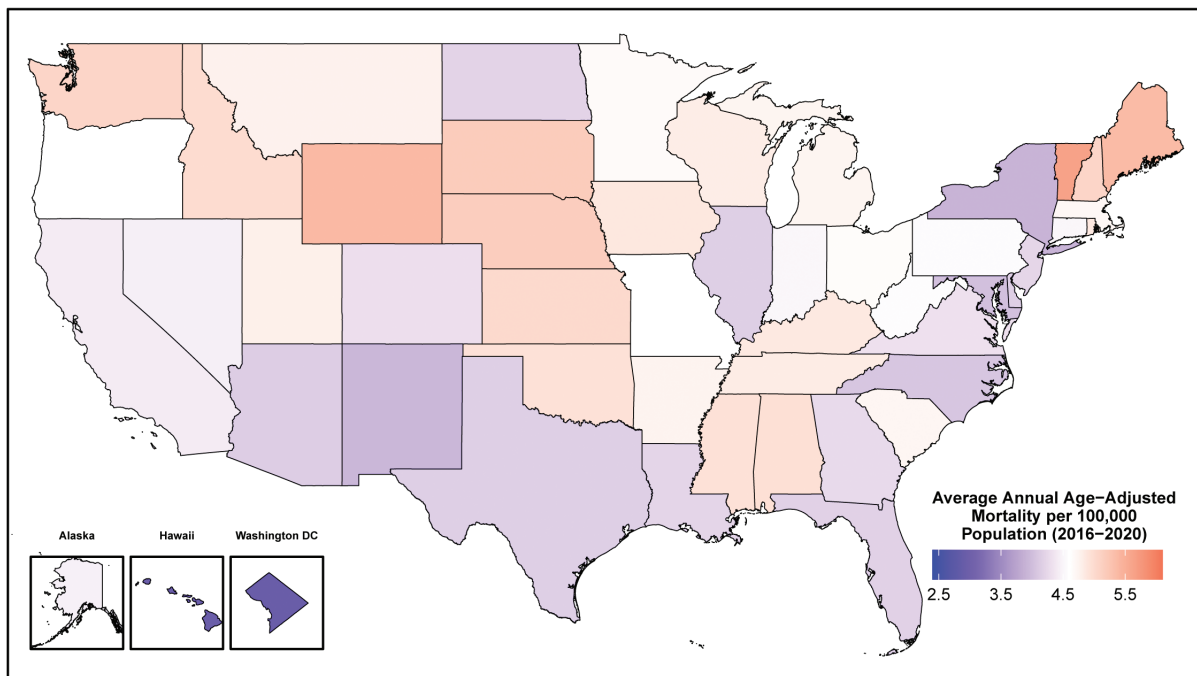 Alaska
Hawaii
Washington DC
Average Annual Age−Adjusted
Mortality per 100,000
Population (2016−2020)
2.5
3.5
4.5
5.5